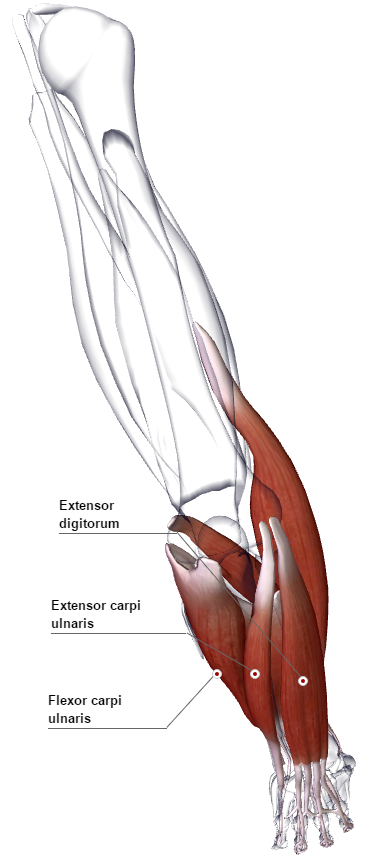 Extensor
digitorum
Extensor carpi
ulnaris
Flexor carpi
ulnaris